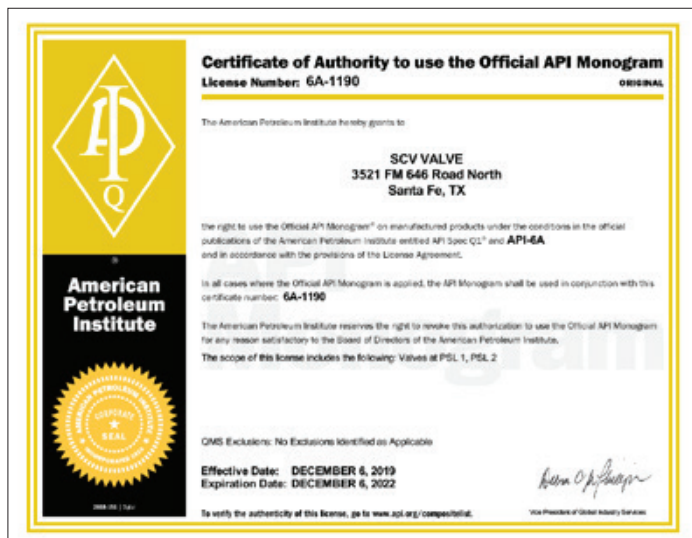 Certificate of Authority to use the Official API Monogram
License Number: 6A-1190
ORIGINAL
The American Petroleum Institute hereby grants to
SCV VALVE
3521 FM 646 Road North
Santa Fe, TX
the right to use the Official API Monogram® on manufactured products under the conditions in the official
publications of the American Petroleum Institute entitled API Spec Q1® and API-6A
and in accordance with the provisions of the License Agreement.
In all cases where the Official API Monogram is applied, the API Monogram shall be used in conjunction with this
certificate number: 6A-1190
The American Petroleum Institute reserves the right to revoke this authorization to use the Official API Monogram
for any reason satisfactory to the Board of Directors of the American Petroleum Institute.
The scope of this license includes the following: Valves at PSL 1, PSL 2
QMS Exclusions: No Exclusions Identified as Applicable
Effective Date: DECEMBER 6, 2019
Expiration Date: DECEMBER 6, 2022
To verify the authenticity of this license, go to www.api.org/compositelist.
Vice President of Global Industry Services
API
Q
®
American
Petroleum
Institute
AMERICAN PETROLEUM INSTITUTE
CORPORATE
SEAL